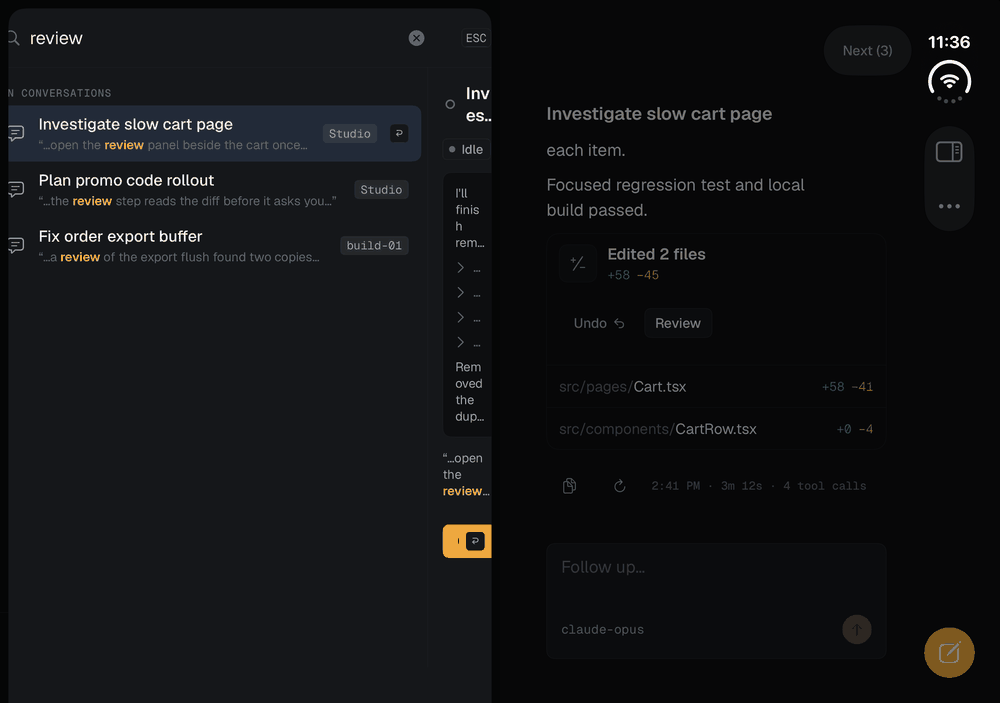 review
ESC
N CONVERSATIONS
Investigate slow cart page
"…open the review panel beside the cart once…
Studio
Plan promo code rollout
"…the review step reads the diff before it asks you…"
Studio
Fix order export buffer
"…a review of the export flush found two copies…
build-01
Inv
es…
Idle
I'll
finis
h
rem…
…
…
…
…
Rem
oved
the
dup…
"…open
the
review…
Next (3)
11:36
Investigate slow cart page
each item.
Focused regression test and local
build passed.
Edited 2 files
+58 −45
Undo
Review
src/pages/Cart.tsx +58 −41
src/components/CartRow.tsx +0 −4
2:41 PM · 3m 12s · 4 tool calls
Follow up…
claude-opus